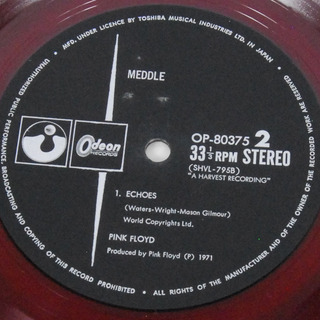 MFD. UNDER LICENCE BY TOSHIBA MUSICAL INDUSTRIES LTD. IN JAPAN
UNAUTHORIZED PUBLIC PERFORMANCE, BROADCASTING AND COPYING OF THIS RECORD PROHIBITED
ALL RIGHTS OF THE MANUFACTURER AND OF THE OWNER OF THE RECORDED WORK ARE RESERVED
MEDDLE
Odeon
RECORDS
OP-80375 2
33⅓ RPM STEREO
(SHVL-795B)
"A HARVEST RECORDING"
1. ECHOES
(Waters-Wright-Mason Gilmour)
World Copyrights Ltd.
PINK FLOYD
Produced by Pink Floyd (P) 1971